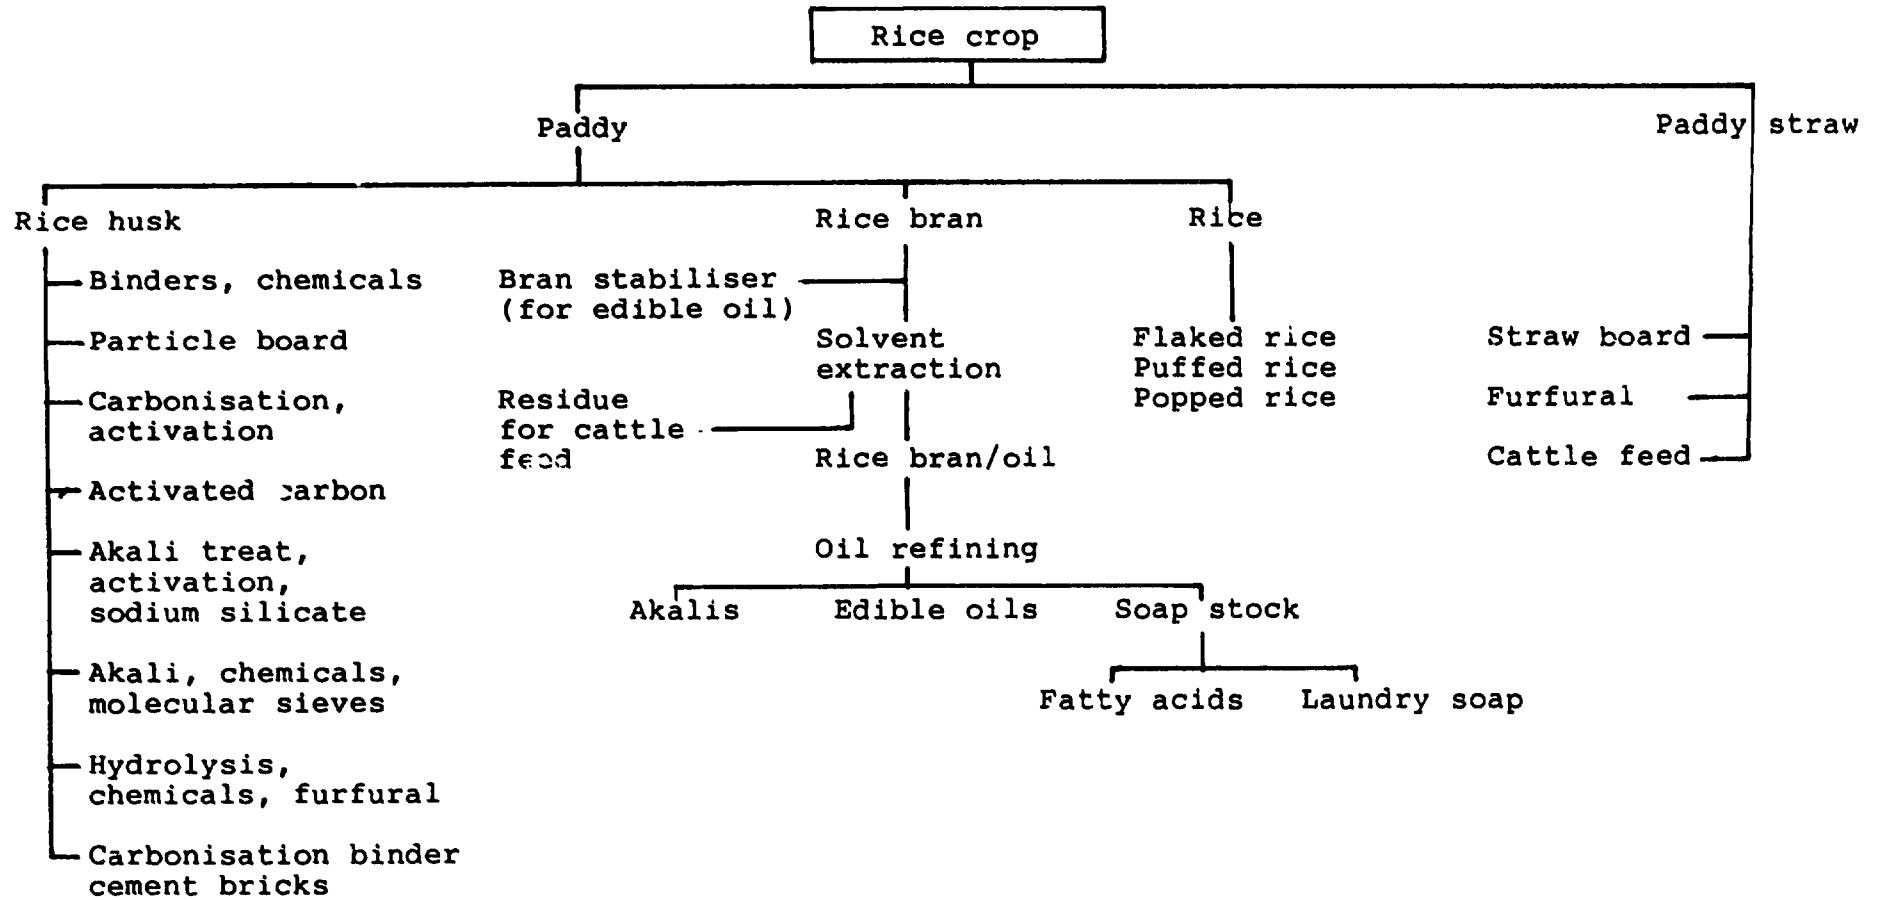 Rice crop
Paddy
Paddy straw
Rice husk
Binders, chemicals
Particle board
Carbonisation,
activation
Activated carbon
Akali treat,
activation,
sodium silicate
Akali, chemicals,
molecular sieves
Hydrolysis,
chemicals, furfural
Carbonisation binder
cement bricks
Rice bran
Bran stabiliser
(for edible oil)
Solvent
extraction
Residue
for cattle
feed
Rice bran/oil
Oil refining
Akalis
Edible oils
Soap stock
Fatty acids
Laundry soap
Rice
Flaked rice
Puffed rice
Popped rice
Straw board
Furfural
Cattle feed